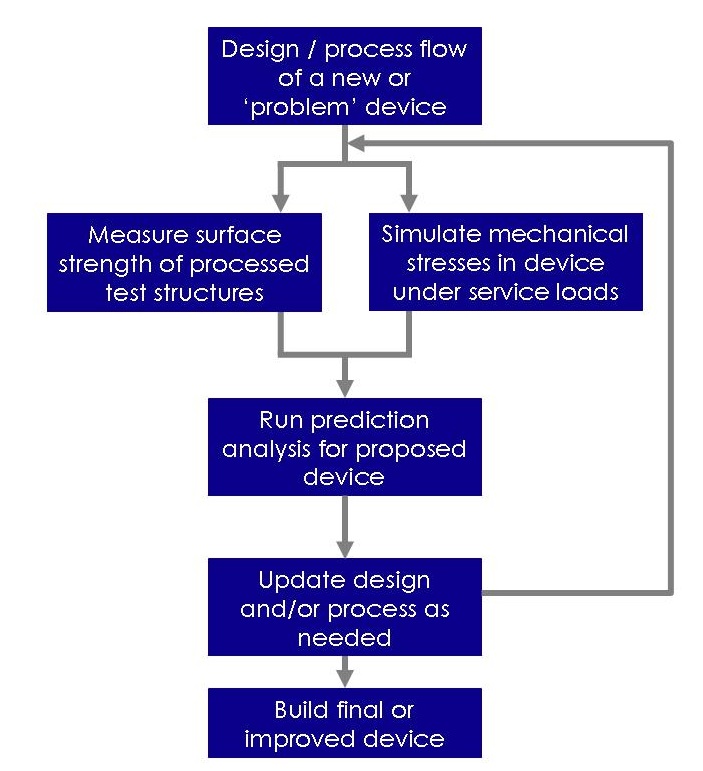 Design / process flow
of a new or
‘problem’ device
Measure surface
strength of processed
test structures
Simulate mechanical
stresses in device
under service loads
Run prediction
analysis for proposed
device
Update design
and/or process as
needed
Build final or
improved device